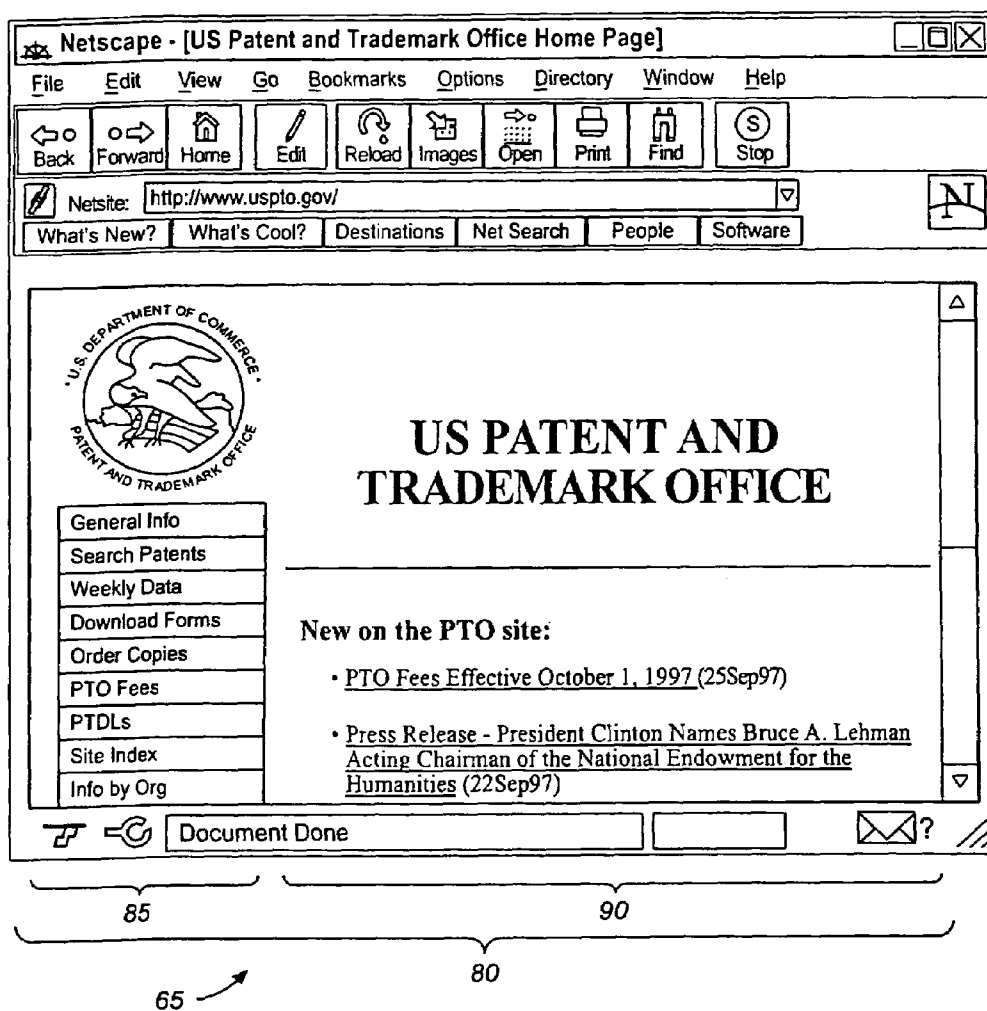 Netscape - [US Patent and Trademark Office Home Page]
File Edit View Go Bookmarks Options Directory Window Help
Back Forward Home Edit Reload Images Open Print Find Stop
S
Netsite: http://www.uspto.gov/
N
What's New? What's Cool? Destinations Net Search People Software
U.S. DEPARTMENT OF COMMERCE
PATENT AND TRADEMARK OFFICE
US PATENT AND
TRADEMARK OFFICE
General Info
Search Patents
Weekly Data
Download Forms
Order Copies
PTO Fees
PTDLs
Site Index
Info by Org
New on the PTO site:
• PTO Fees Effective October 1, 1997 (25Sep97)
• Press Release - President Clinton Names Bruce A. Lehman
Acting Chairman of the National Endowment for the
Humanities (22Sep97)
Document Done
?
85 90
80
65